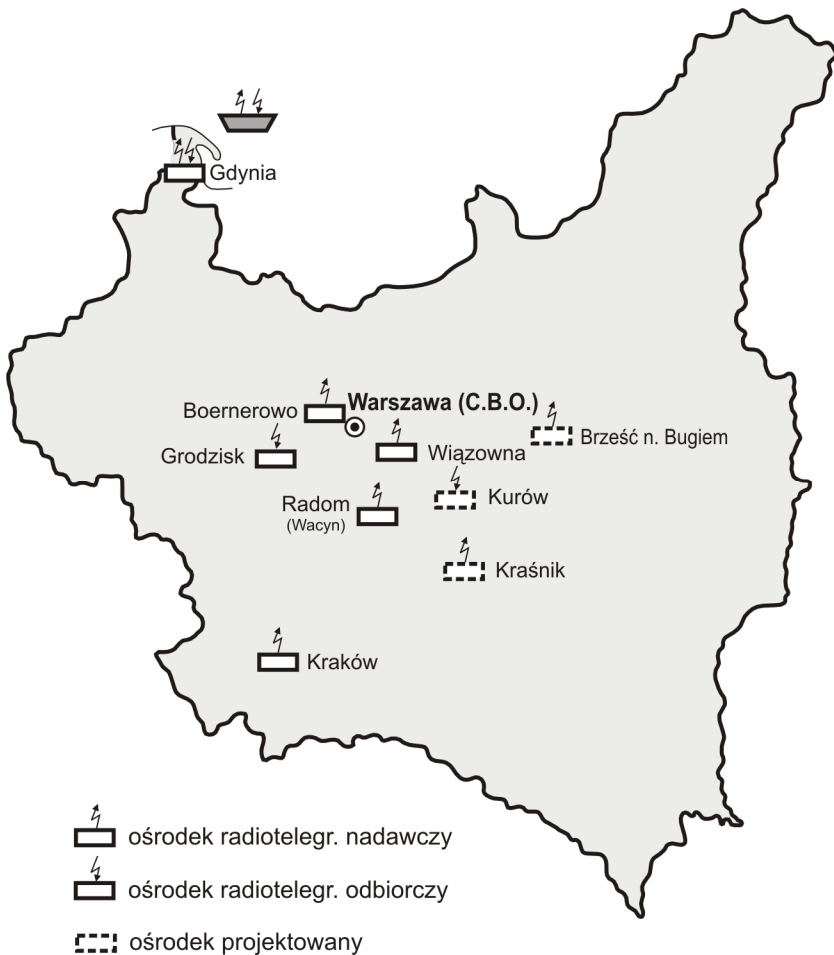 Gdynia
Boernerowo
Warszawa (C.B.O.)
Grodzisk
Wiązowna
Brześć n. Bugiem
Radom
(Wacyn)
Kurów
Kraśnik
Kraków
ośrodek radiotelegr. nadawczy
ośrodek radiotelegr. odbiorczy
ośrodek projektowany